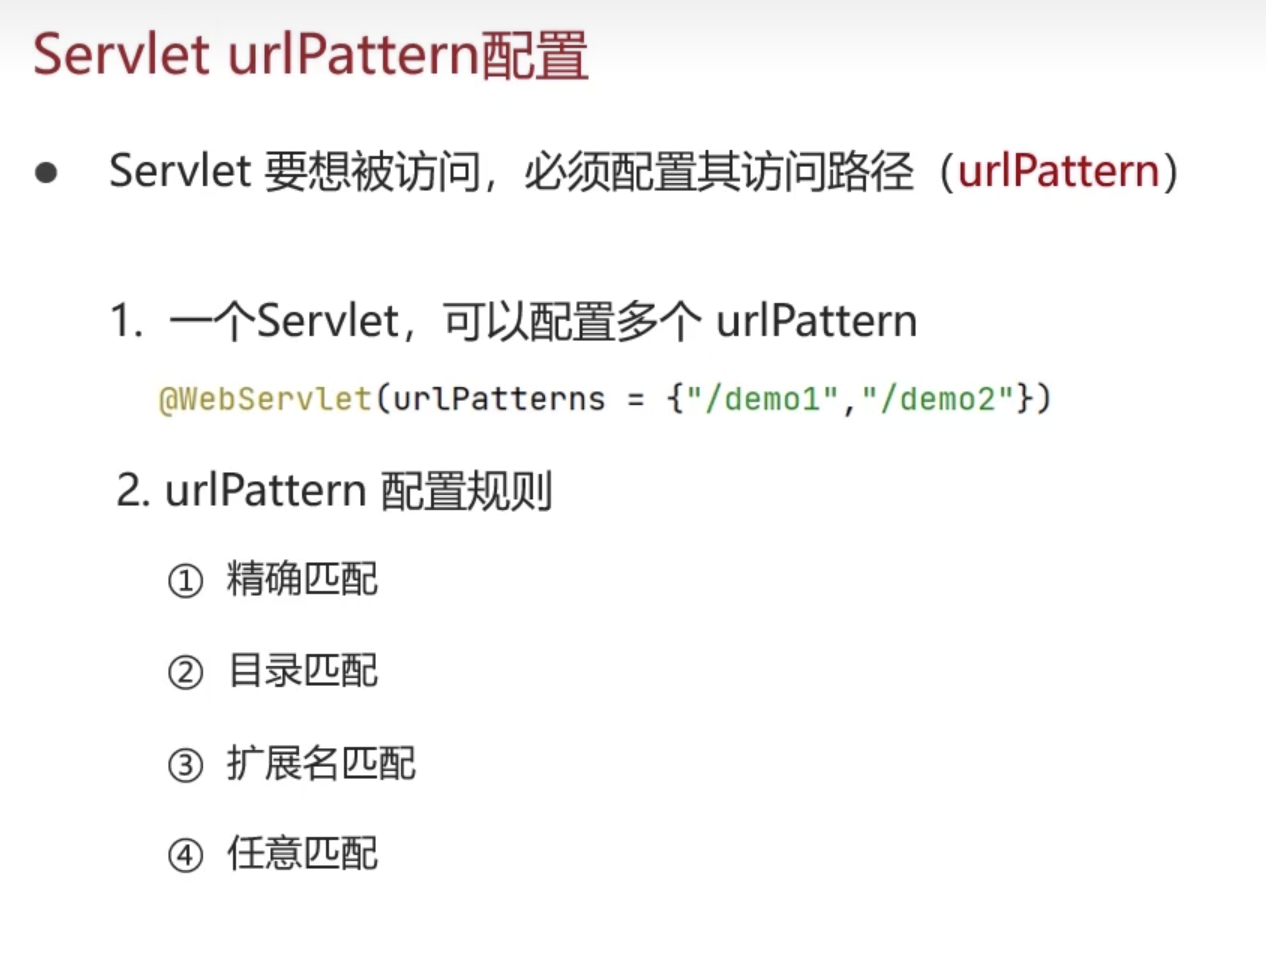 Servlet urlPattern配置
● Servlet 要想被访问，必须配置其访问路径（urlPattern）
1. 一个Servlet，可以配置多个 urlPattern
@WebServlet(urlPatterns = {"/demo1","/demo2"})
2. urlPattern 配置规则
① 精确匹配
② 目录匹配
③ 扩展名匹配
④ 任意匹配